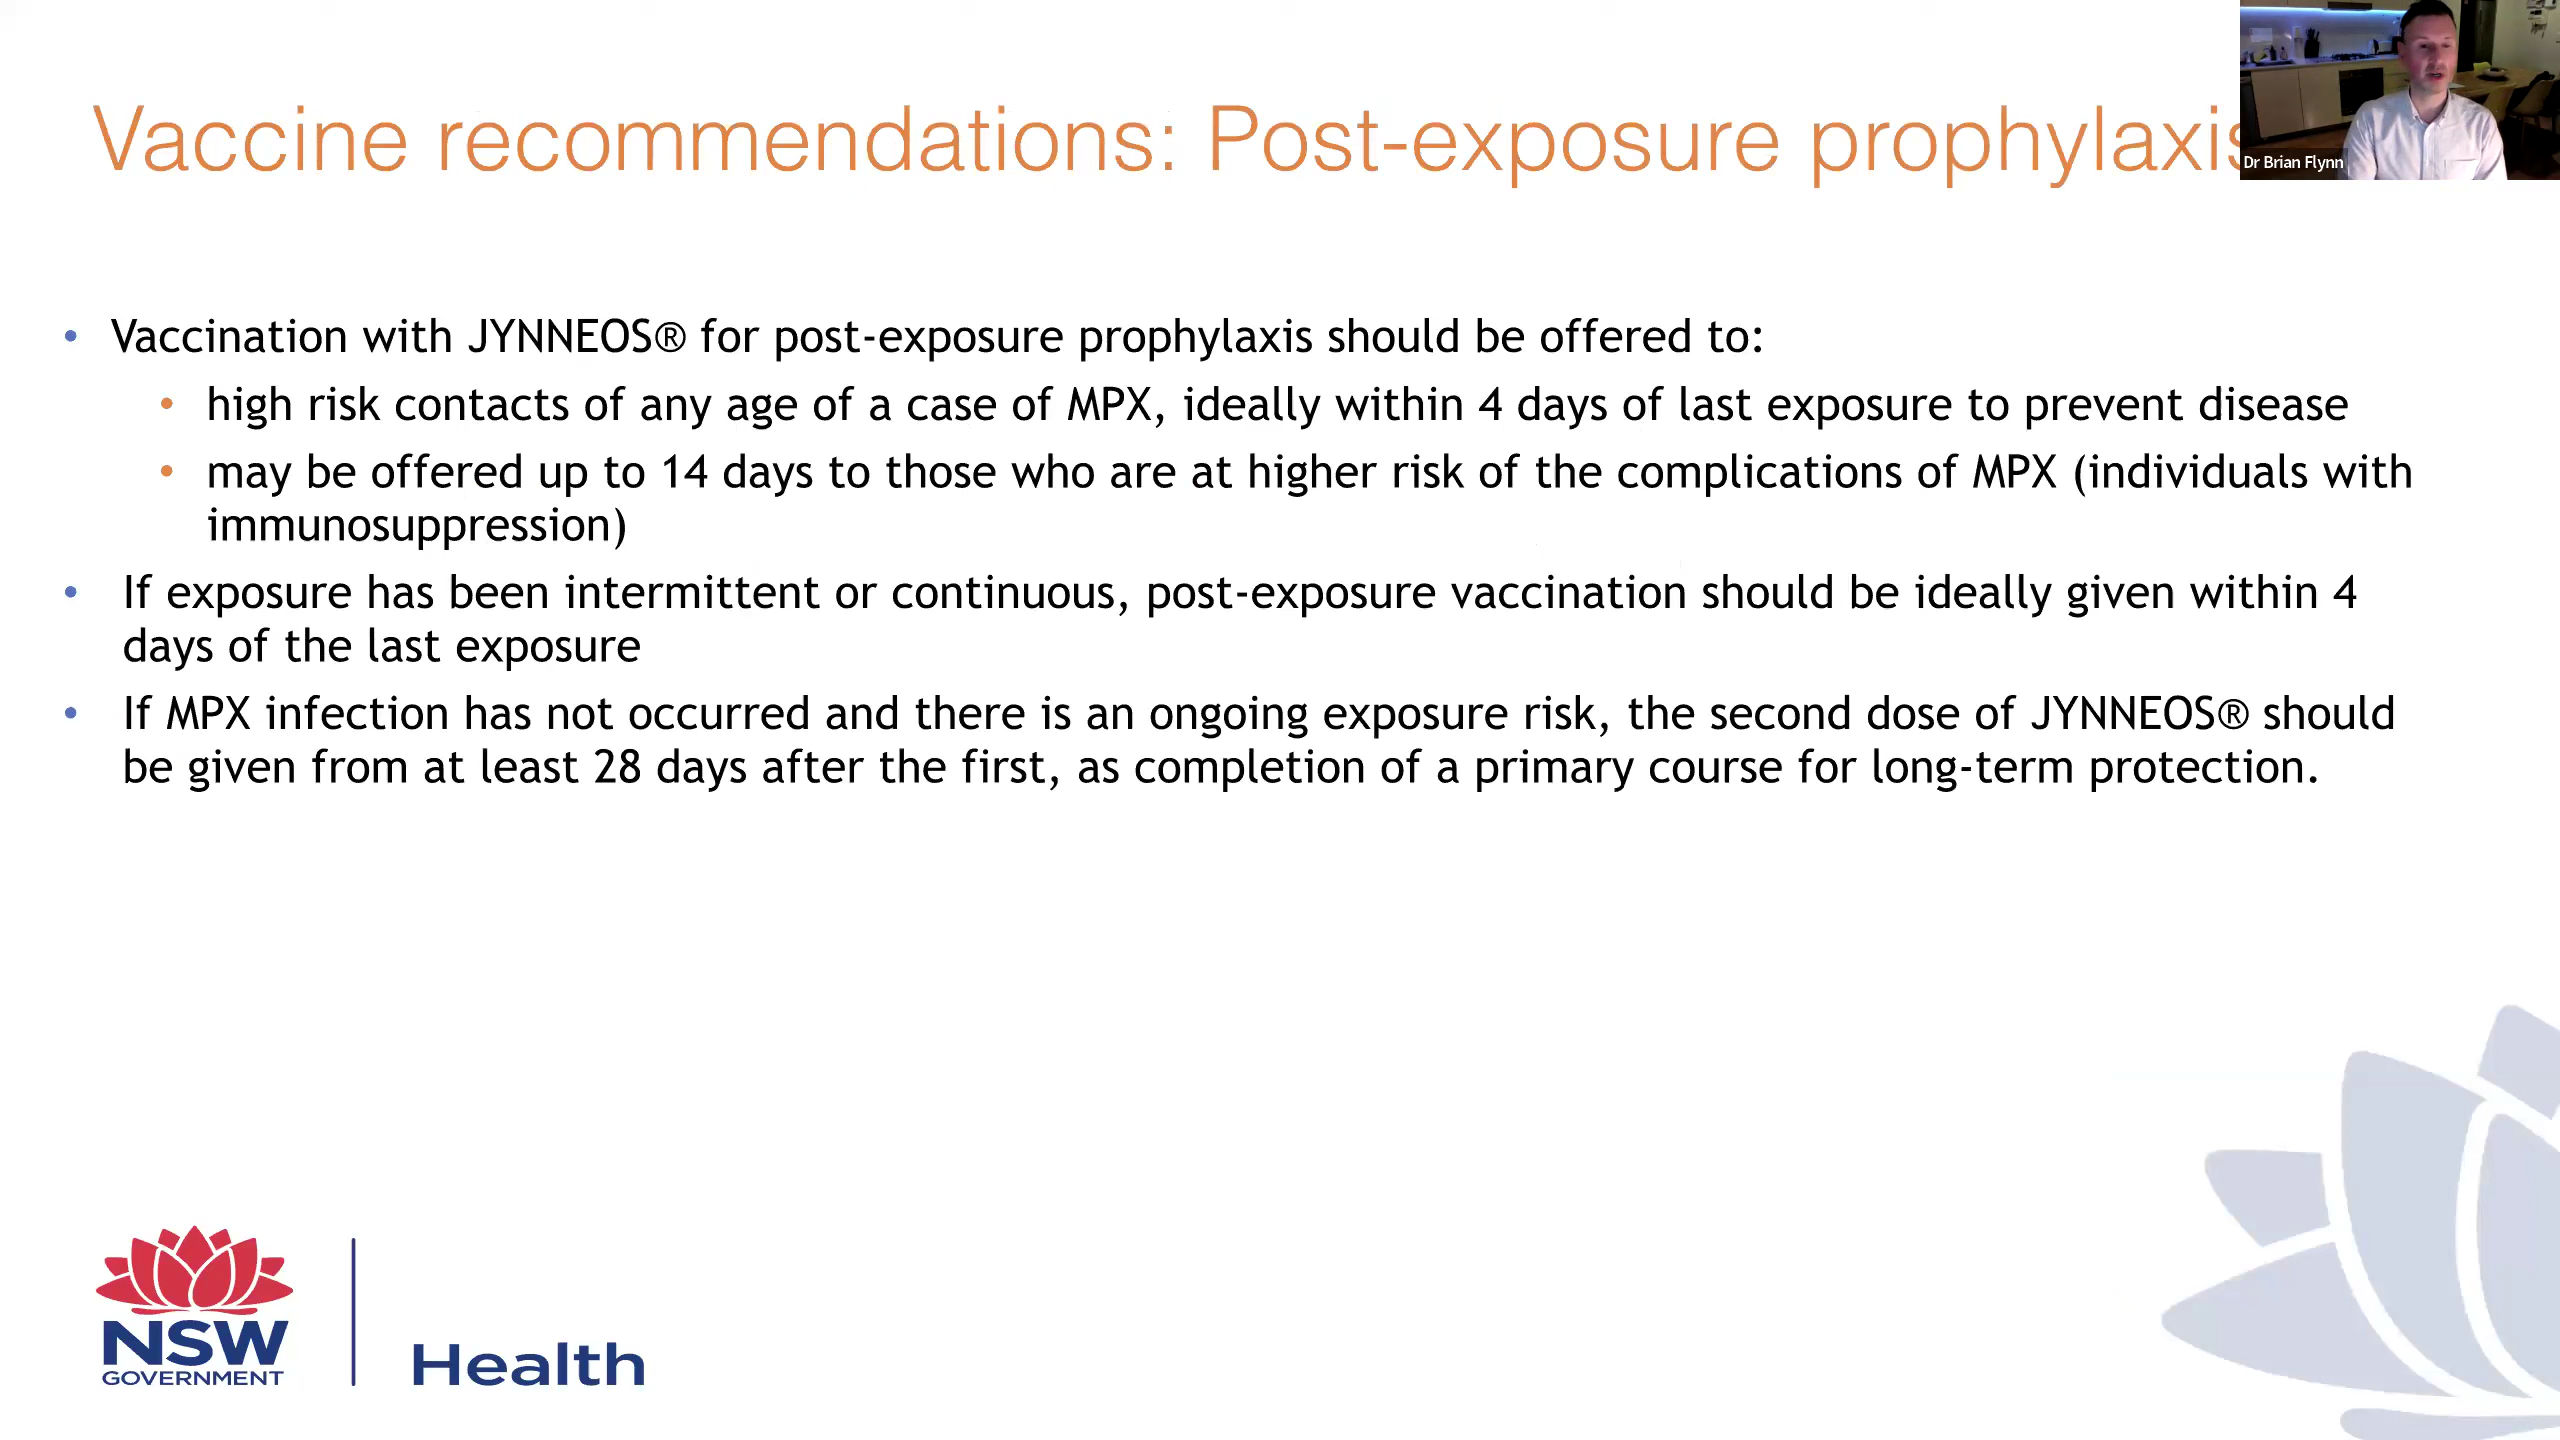 Vaccine recommendations: Post-exposure prophylaxis
Dr Brian Flynn
• Vaccination with JYNNEOS® for post-exposure prophylaxis should be offered to:
• high risk contacts of any age of a case of MPX, ideally within 4 days of last exposure to prevent disease
• may be offered up to 14 days to those who are at higher risk of the complications of MPX (individuals with
immunosuppression)
• If exposure has been intermittent or continuous, post-exposure vaccination should be ideally given within 4
days of the last exposure
• If MPX infection has not occurred and there is an ongoing exposure risk, the second dose of JYNNEOS® should
be given from at least 28 days after the first, as completion of a primary course for long-term protection.
NSW
GOVERNMENT
Health